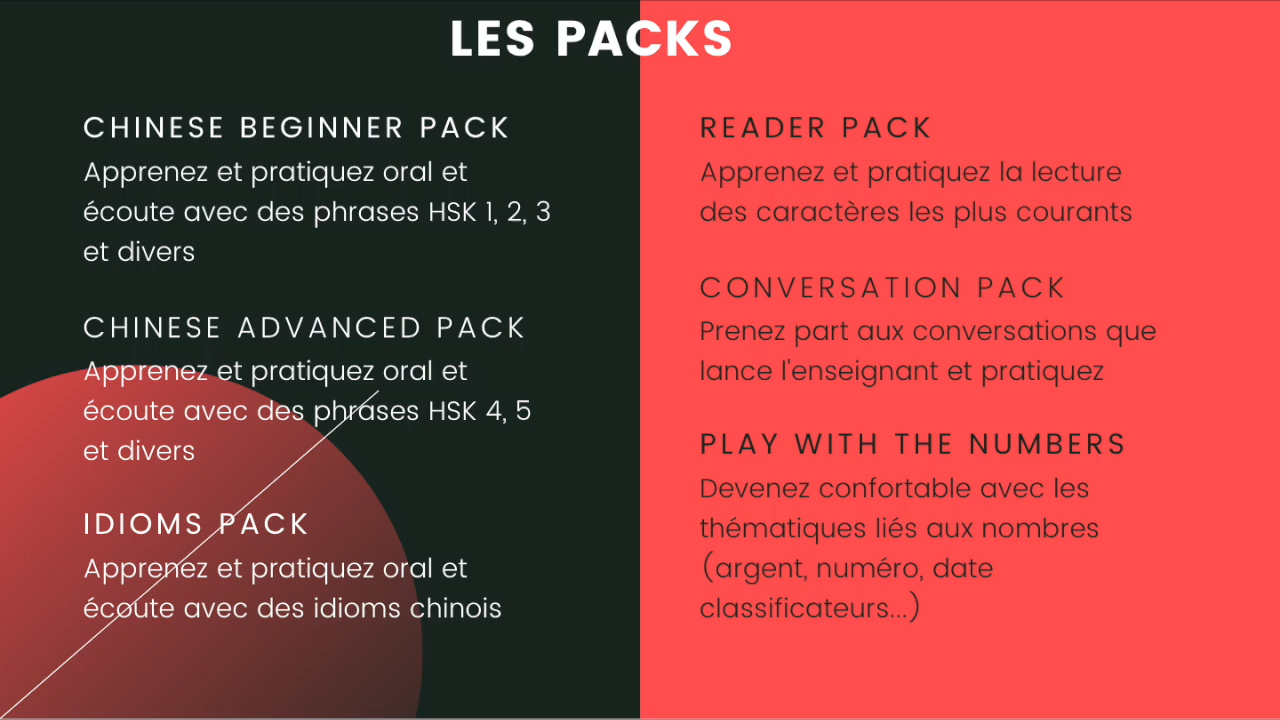 LES PACKS
CHINESE BEGINNER PACK
Apprenez et pratiquez oral et
écoute avec des phrases HSK 1, 2, 3
et divers
CHINESE ADVANCED PACK
Apprenez et pratiquez oral et
écoute avec des phrases HSK 4, 5
et divers
IDIOMS PACK
Apprenez et pratiquez oral et
écoute avec des idioms chinois
READER PACK
Apprenez et pratiquez la lecture
des caractères les plus courants
CONVERSATION PACK
Prenez part aux conversations que
lance l'enseignant et pratiquez
PLAY WITH THE NUMBERS
Devenez confortable avec les
thématiques liés aux nombres
(argent, numéro, date
classificateurs...)